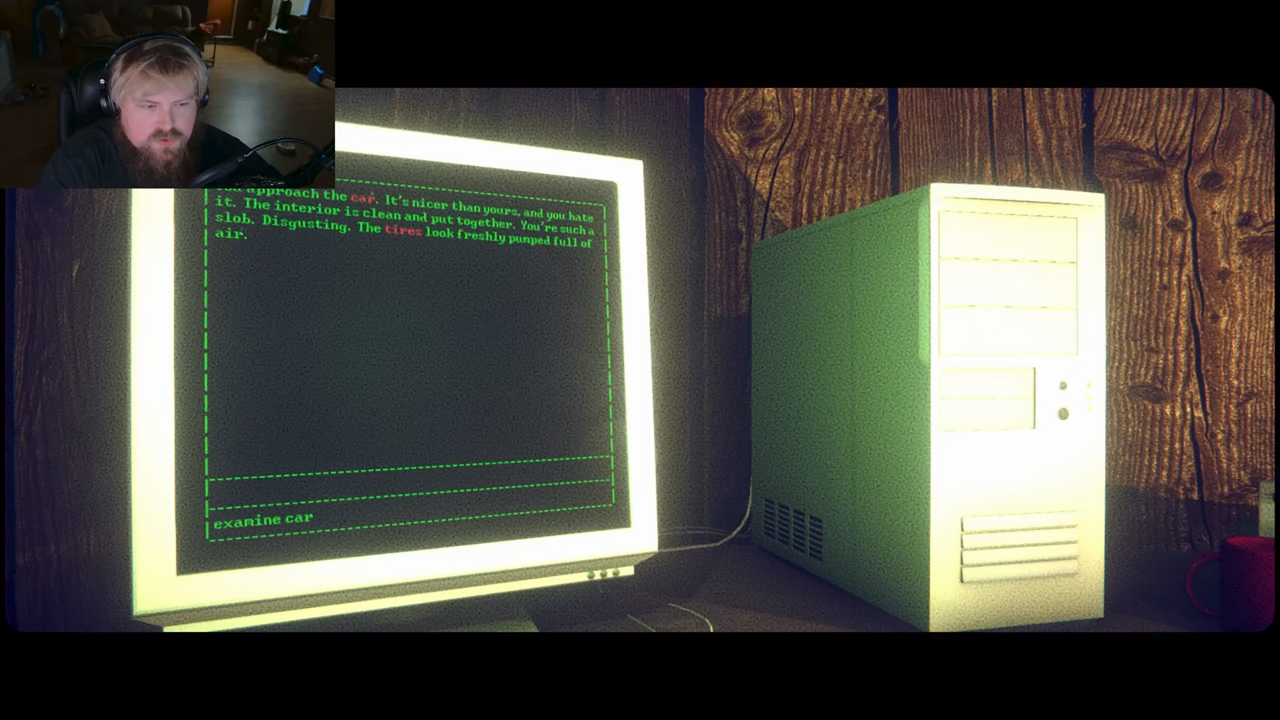 You approach the car. It's nicer than yours, and you hate
it. The interior is clean and put together. You're such a
slob. Disgusting. The tires look freshly pumped full of
air.
examine car